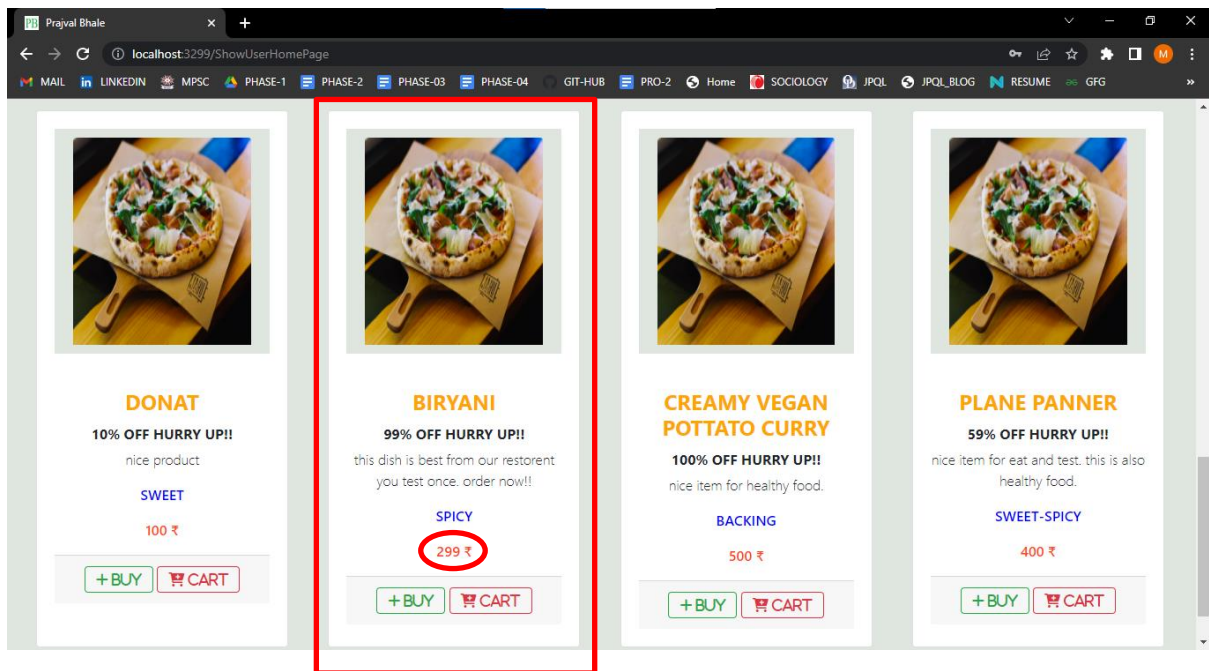 PB Prajval Bhale
localhost:3299/ShowUserHomePage
M
MAIL in LINKEDIN MPSC PHASE-1 PHASE-2 PHASE-03 PHASE-04 GIT-HUB PRO-2 Home SOCIOLOGY JPQL JPQL_BLOG RESUME GFG »
DONAT
10% OFF HURRY UP!!
nice product
SWEET
100 ₹
+ BUY CART
BIRYANI
99% OFF HURRY UP!!
this dish is best from our restorent
you test once. order now!!
SPICY
299 ₹
+ BUY CART
CREAMY VEGAN
POTTATO CURRY
100% OFF HURRY UP!!
nice item for healthy food.
BACKING
500 ₹
+ BUY CART
PLANE PANNER
59% OFF HURRY UP!!
nice item for eat and test. this is also
healthy food.
SWEET-SPICY
400 ₹
+ BUY CART